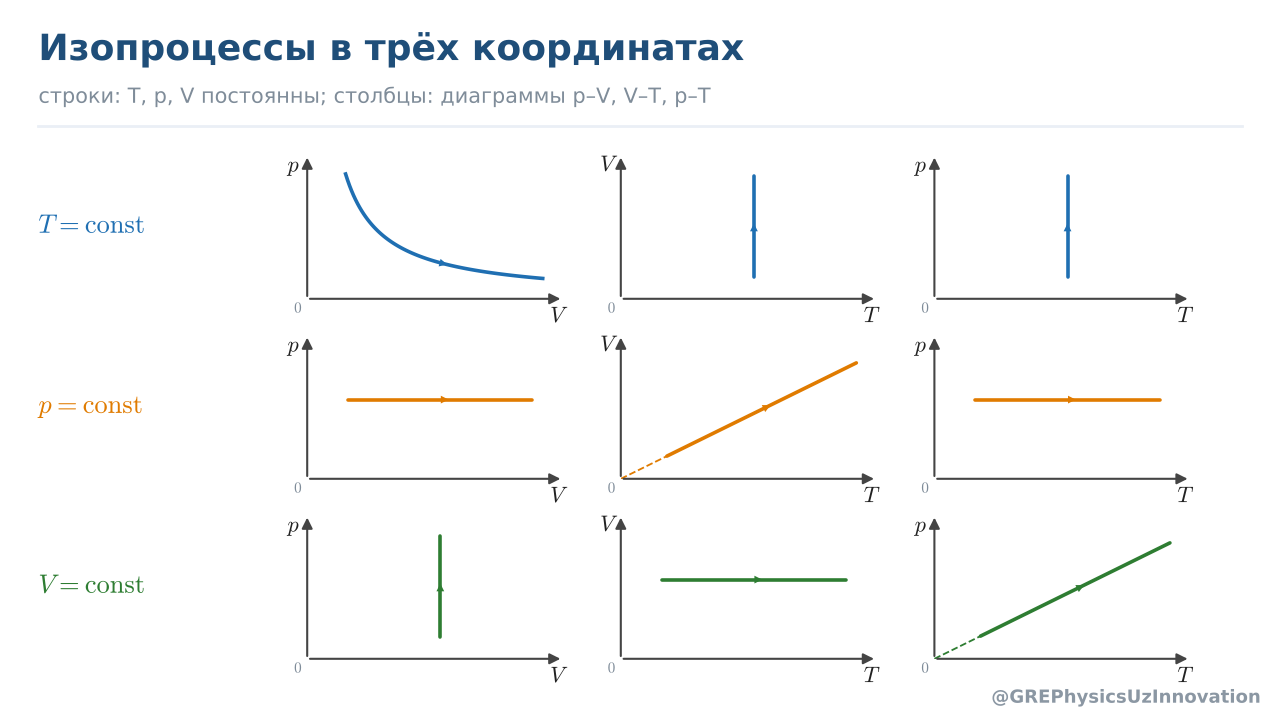 Изопроцессы в трёх координатах
строки: T, p, V постоянны; столбцы: диаграммы p–V, V–T, p–T
T = const
p
0
V
V
0
T
p
0
T
p = const
p
0
V
V
0
T
p
0
T
V = const
p
0
V
V
0
T
p
0
T
@GREPhysicsUzInnovation